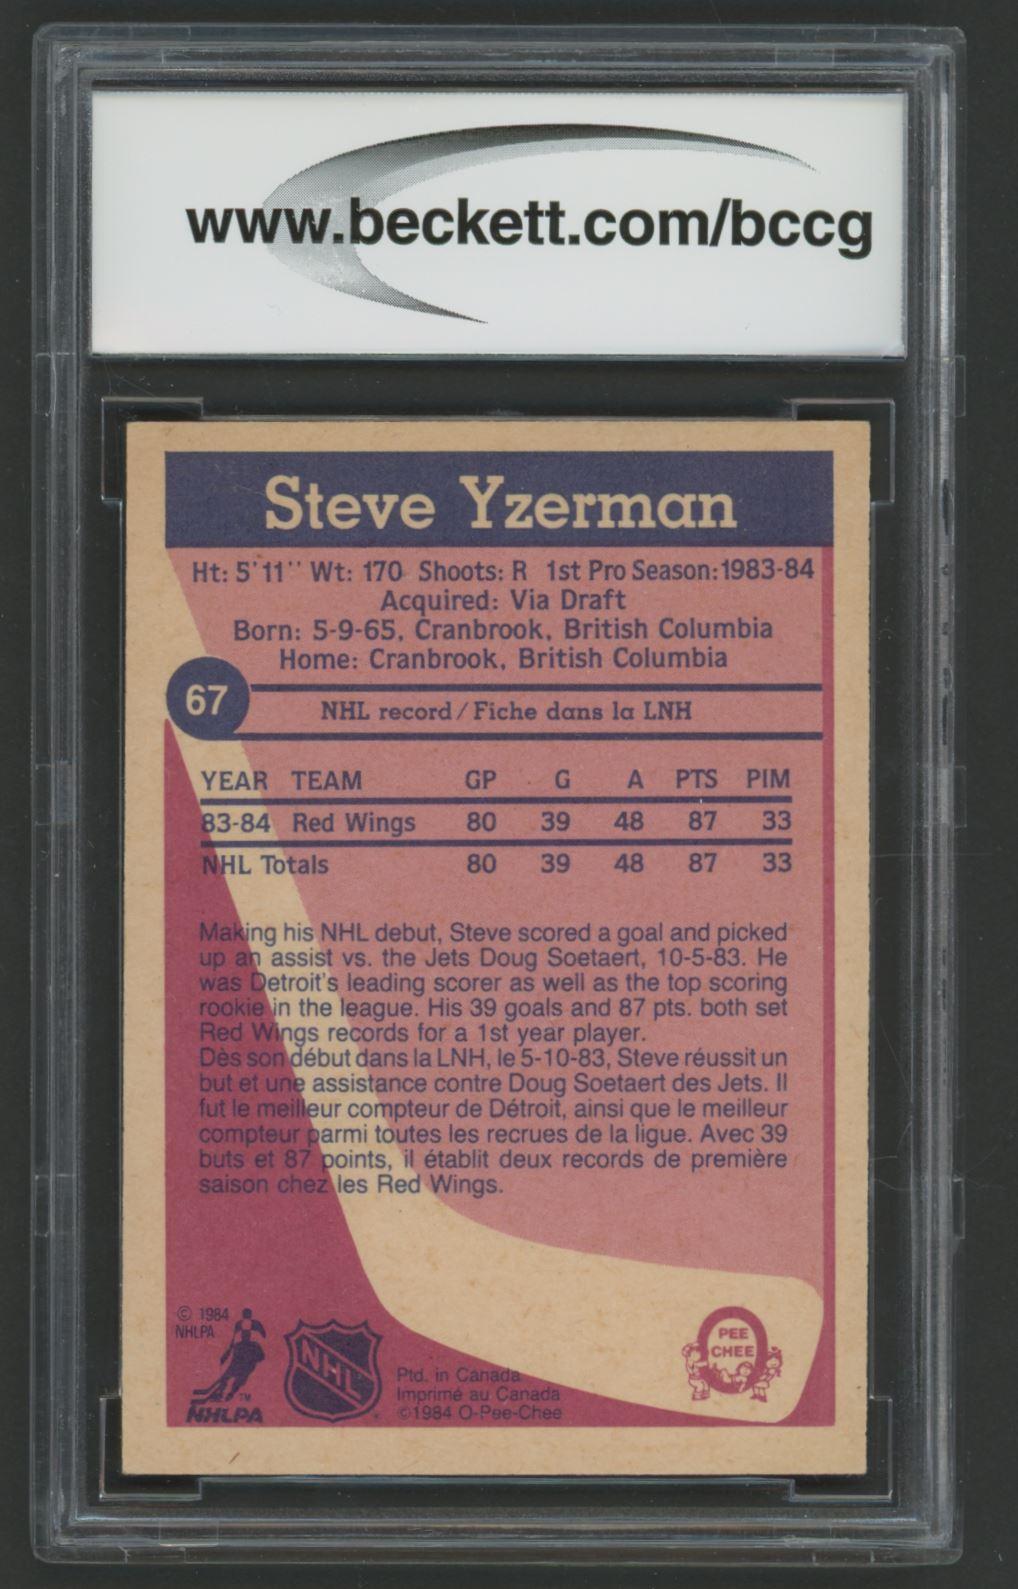 www.beckett.com/bccg
Steve Yzerman
Ht: 5'11" Wt: 170 Shoots: R 1st Pro Season: 1983-84
Acquired: Via Draft
Born: 5-9-65, Cranbrook, British Columbia
Home: Cranbrook, British Columbia
67
NHL record / Fiche dans la LNH
YEAR TEAM GP G A PTS PIM
83-84 Red Wings 80 39 48 87 33
NHL Totals 80 39 48 87 33
Making his NHL debut, Steve scored a goal and picked
up an assist vs. the Jets Doug Soetaert, 10-5-83. He
was Detroit's leading scorer as well as the top scoring
rookie in the league. His 39 goals and 87 pts. both set
Red Wings records for a 1st year player.
Dès son début dans la LNH, le 5-10-83, Steve réussit un
but et une assistance contre Doug Soetaert des Jets. Il
fut le meilleur compteur de Détroit, ainsi que le meilleur
compteur parmi toutes les recrues de la ligue. Avec 39
buts et 87 points, il établit deux records de première
saison chez les Red Wings.
© 1984
NHLPA
TM
NHLPA
NHL
Ptd. in Canada
Imprimé au Canada
©1984 O-Pee-Chee
PEE
CHEE